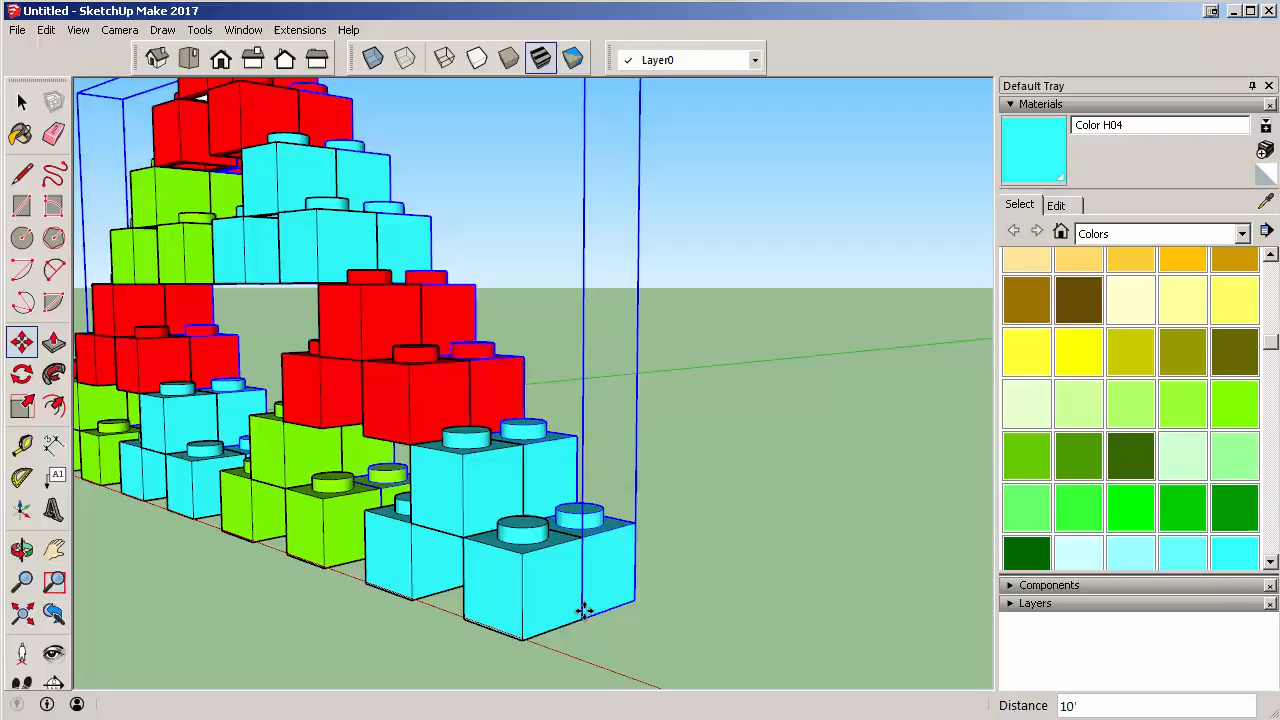 Untitled - SketchUp Make 2017
File Edit View Camera Draw Tools Window Extensions Help
Layer0
Default Tray
Materials
Color H04
Select Edit
Colors
A1
Components
Layers
Distance 10'